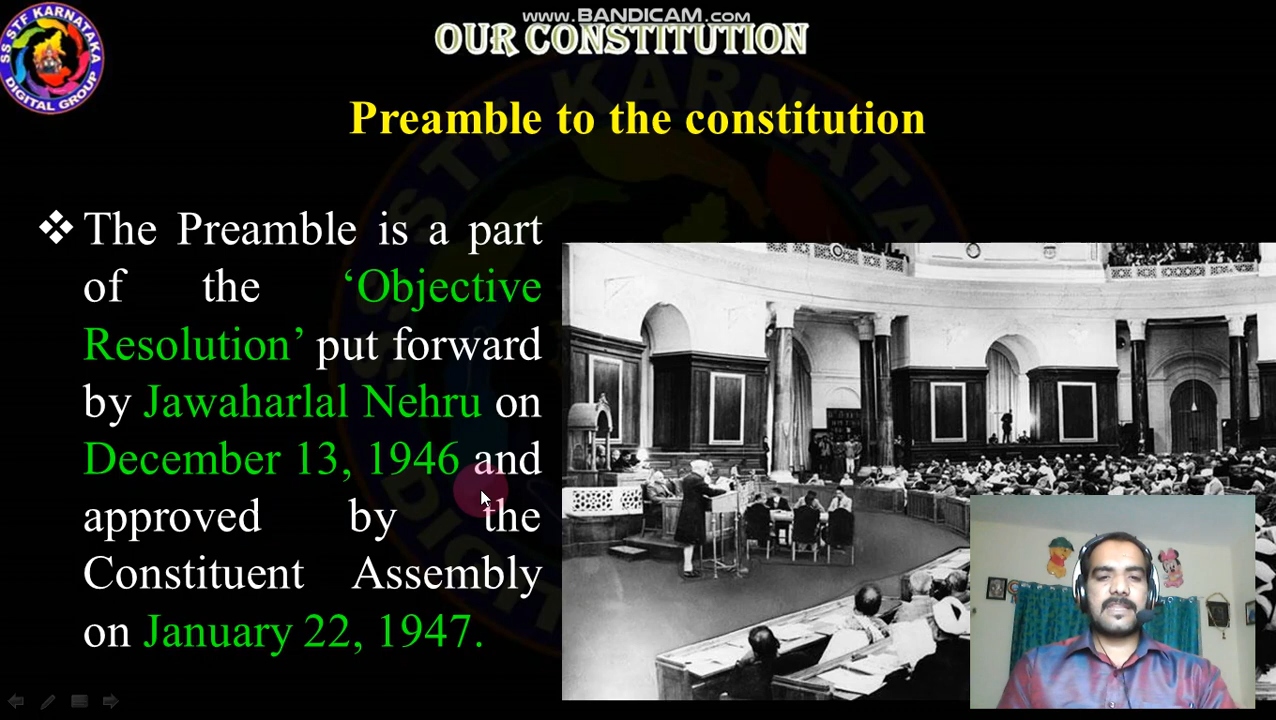 www.BANDICAM.com
OUR CONSTITUTION
SS STF KARNATAKA
DIGITAL GROUP
Preamble to the constitution
❖ The Preamble is a part
of the ‘Objective
Resolution’ put forward
by Jawaharlal Nehru on
December 13, 1946 and
approved by the
Constituent Assembly
on January 22, 1947.